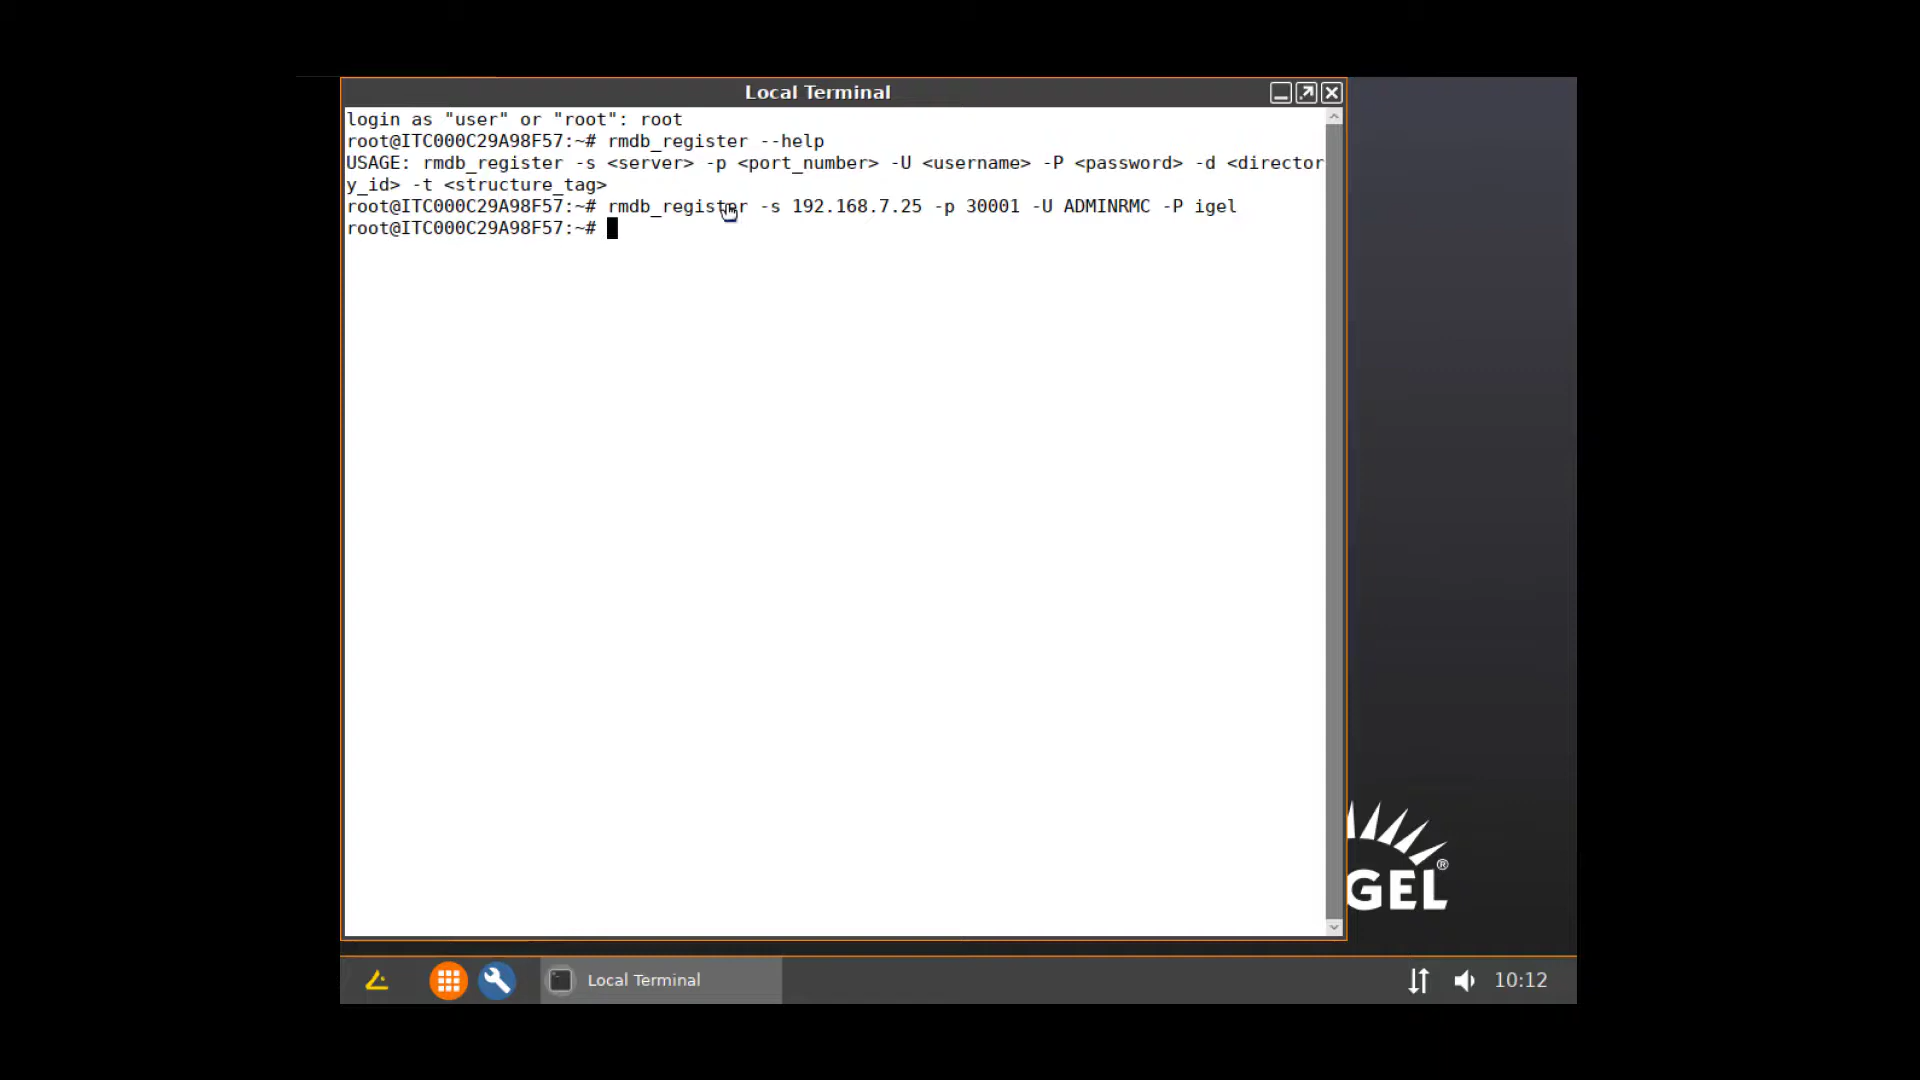 Local Terminal
login as "user" or "root": root
root@ITC000C29A98F57:~# rmdb_register --help
USAGE: rmdb_register -s <server> -p <port_number> -U <username> -P <password> -d <director
y_id> -t <structure_tag>
root@ITC000C29A98F57:~# rmdb_register -s 192.168.7.25 -p 30001 -U ADMINRMC -P igel
root@ITC000C29A98F57:~#
GEL®
Local Terminal
10:12